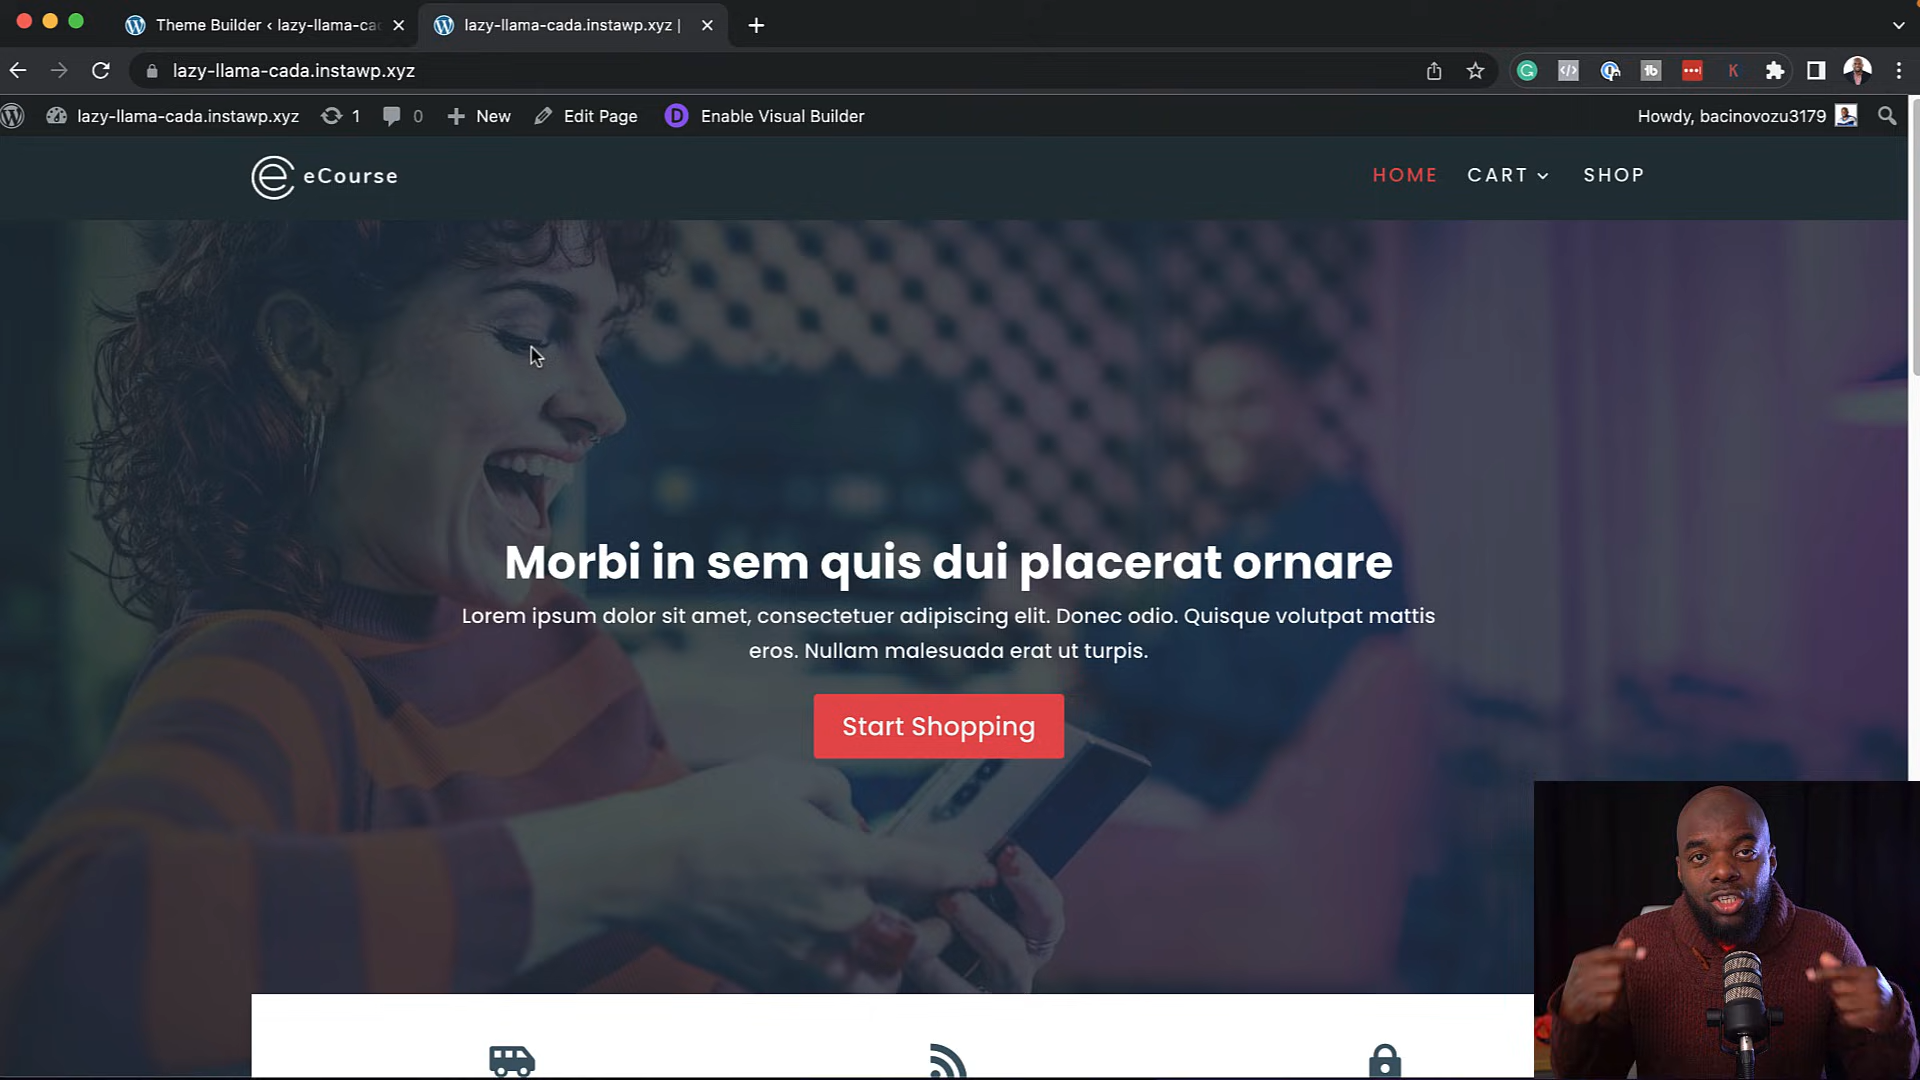 Theme Builder ‹ lazy-llama-ca
lazy-llama-cada.instawp.xyz |
lazy-llama-cada.instawp.xyz
lazy-llama-cada.instawp.xyz 1 0 New Edit Page D Enable Visual Builder Howdy, bacinovozu3179
eCourse HOME CART SHOP
Morbi in sem quis dui placerat ornare
Lorem ipsum dolor sit amet, consectetuer adipiscing elit. Donec odio. Quisque volutpat mattis
eros. Nullam malesuada erat ut turpis.
Start Shopping